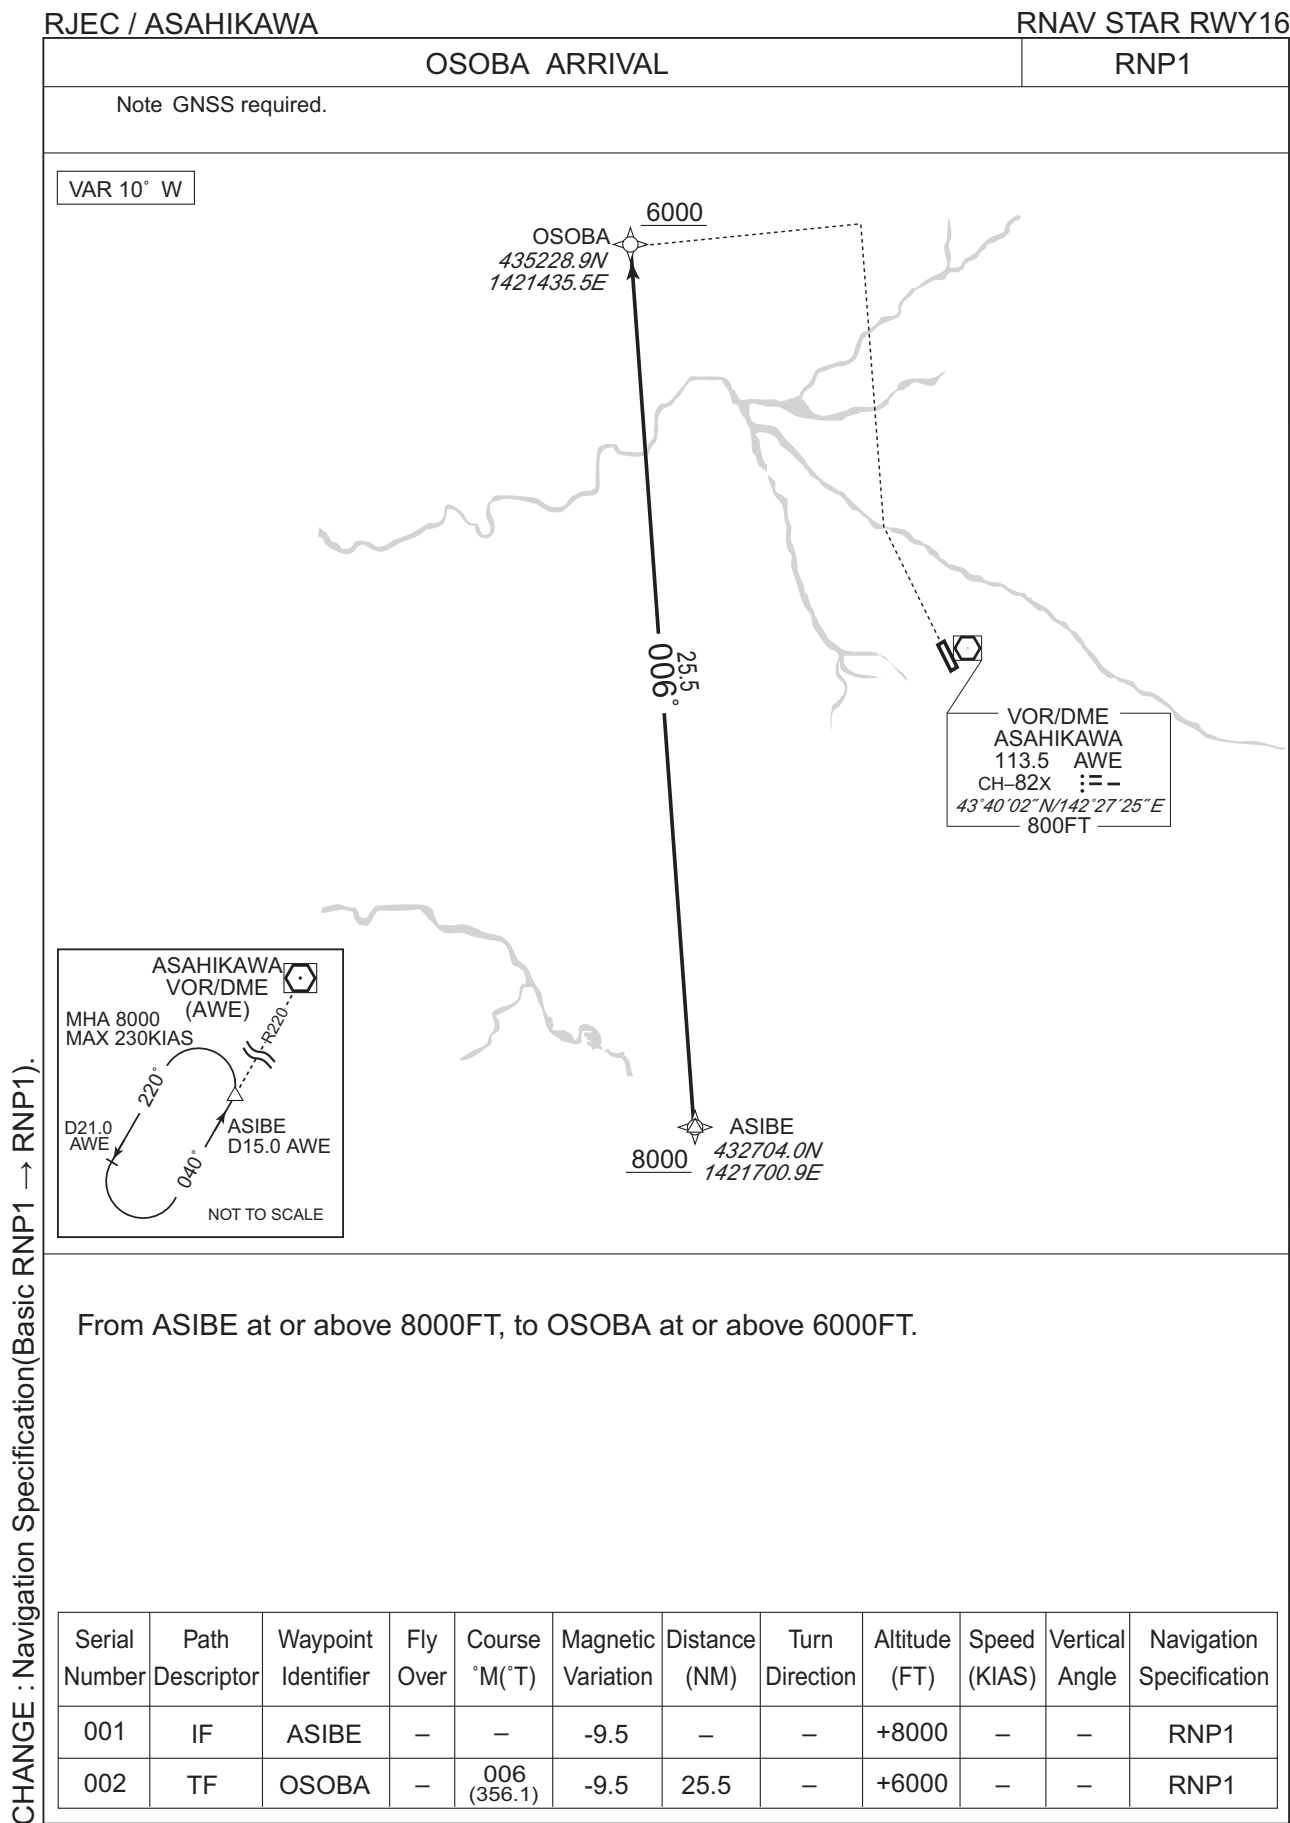 RJEC / ASAHIKAWA
RNAV STAR RWY16
OSOBA ARRIVAL
RNP1
Note GNSS required.
VAR 10° W
6000
OSOBA
435228.9N
1421435.5E
25.5
006°
VOR/DME
ASAHIKAWA
113.5 AWE
CH–82X
43°40′02″N/142°27′25″E
800FT
ASIBE
432704.0N
1421700.9E
8000
ASAHIKAWA
VOR/DME
(AWE)
MHA 8000
MAX 230KIAS
R220
220°
D21.0
AWE
ASIBE
D15.0 AWE
040°
NOT TO SCALE
From ASIBE at or above 8000FT, to OSOBA at or above 6000FT.
Serial Path Waypoint Fly Course Magnetic Distance Turn Altitude Speed Vertical Navigation
Number Descriptor Identifier Over °M(°T) Variation (NM) Direction (FT) (KIAS) Angle Specification
001 IF ASIBE – – -9.5 – – +8000 – – RNP1
002 TF OSOBA – 006 (356.1) -9.5 25.5 – +6000 – – RNP1
CHANGE : Navigation Specification(Basic RNP1 → RNP1).